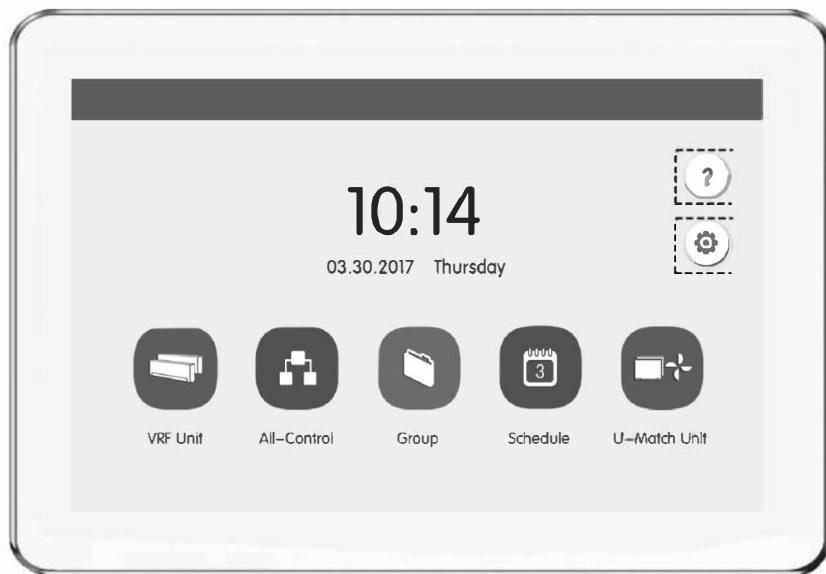 ?
10:14
03.30.2017 Thursday
3
VRF Unit All-Control Group Schedule U-Match Unit